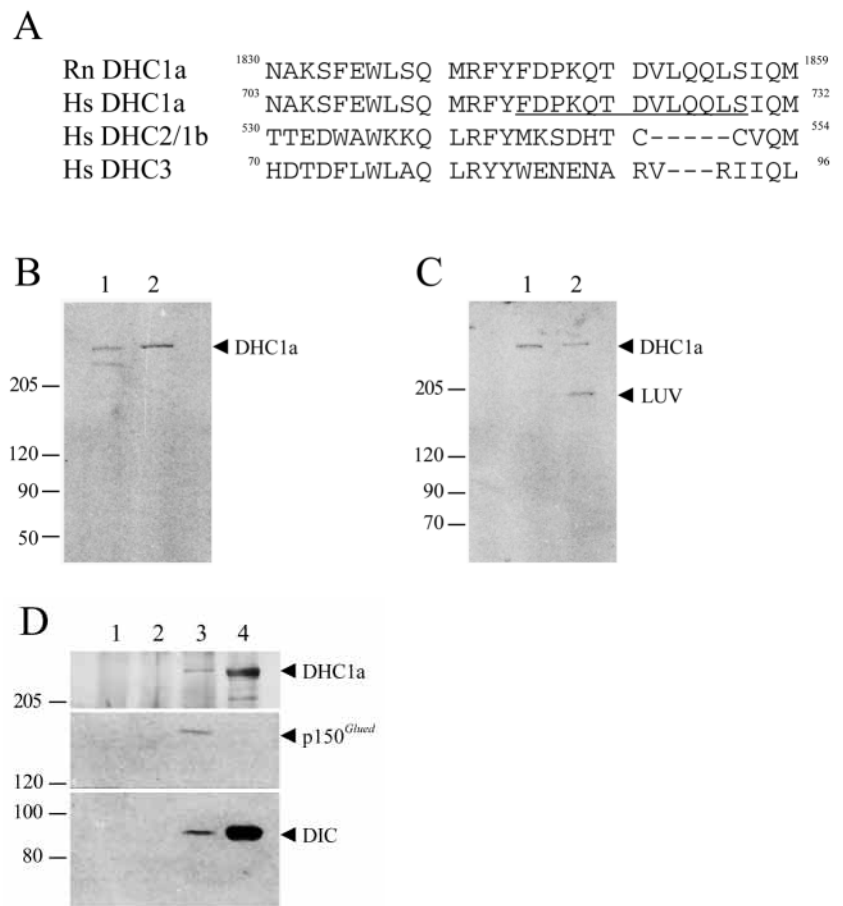 A
Rn DHC1a 1830 NAKSFEWLSQ MRFYFDPKQT DVLQQLSIQM 1859
Hs DHC1a 703 NAKSFEWLSQ MRFYFDPKQT DVLQQLSIQM 732
Hs DHC2/1b 530 TTEDWAWKKQ LRFYMKSDHT C-----CVQM 554
Hs DHC3 70 HDTDFLWLAQ LRYYWENENA RV---RIIQL 96
B
1 2
DHC1a
205
120
90
50
C
1 2
DHC1a
205
LUV
120
90
70
D
1 2 3 4
DHC1a
205
p150Glued
120
100
DIC
80